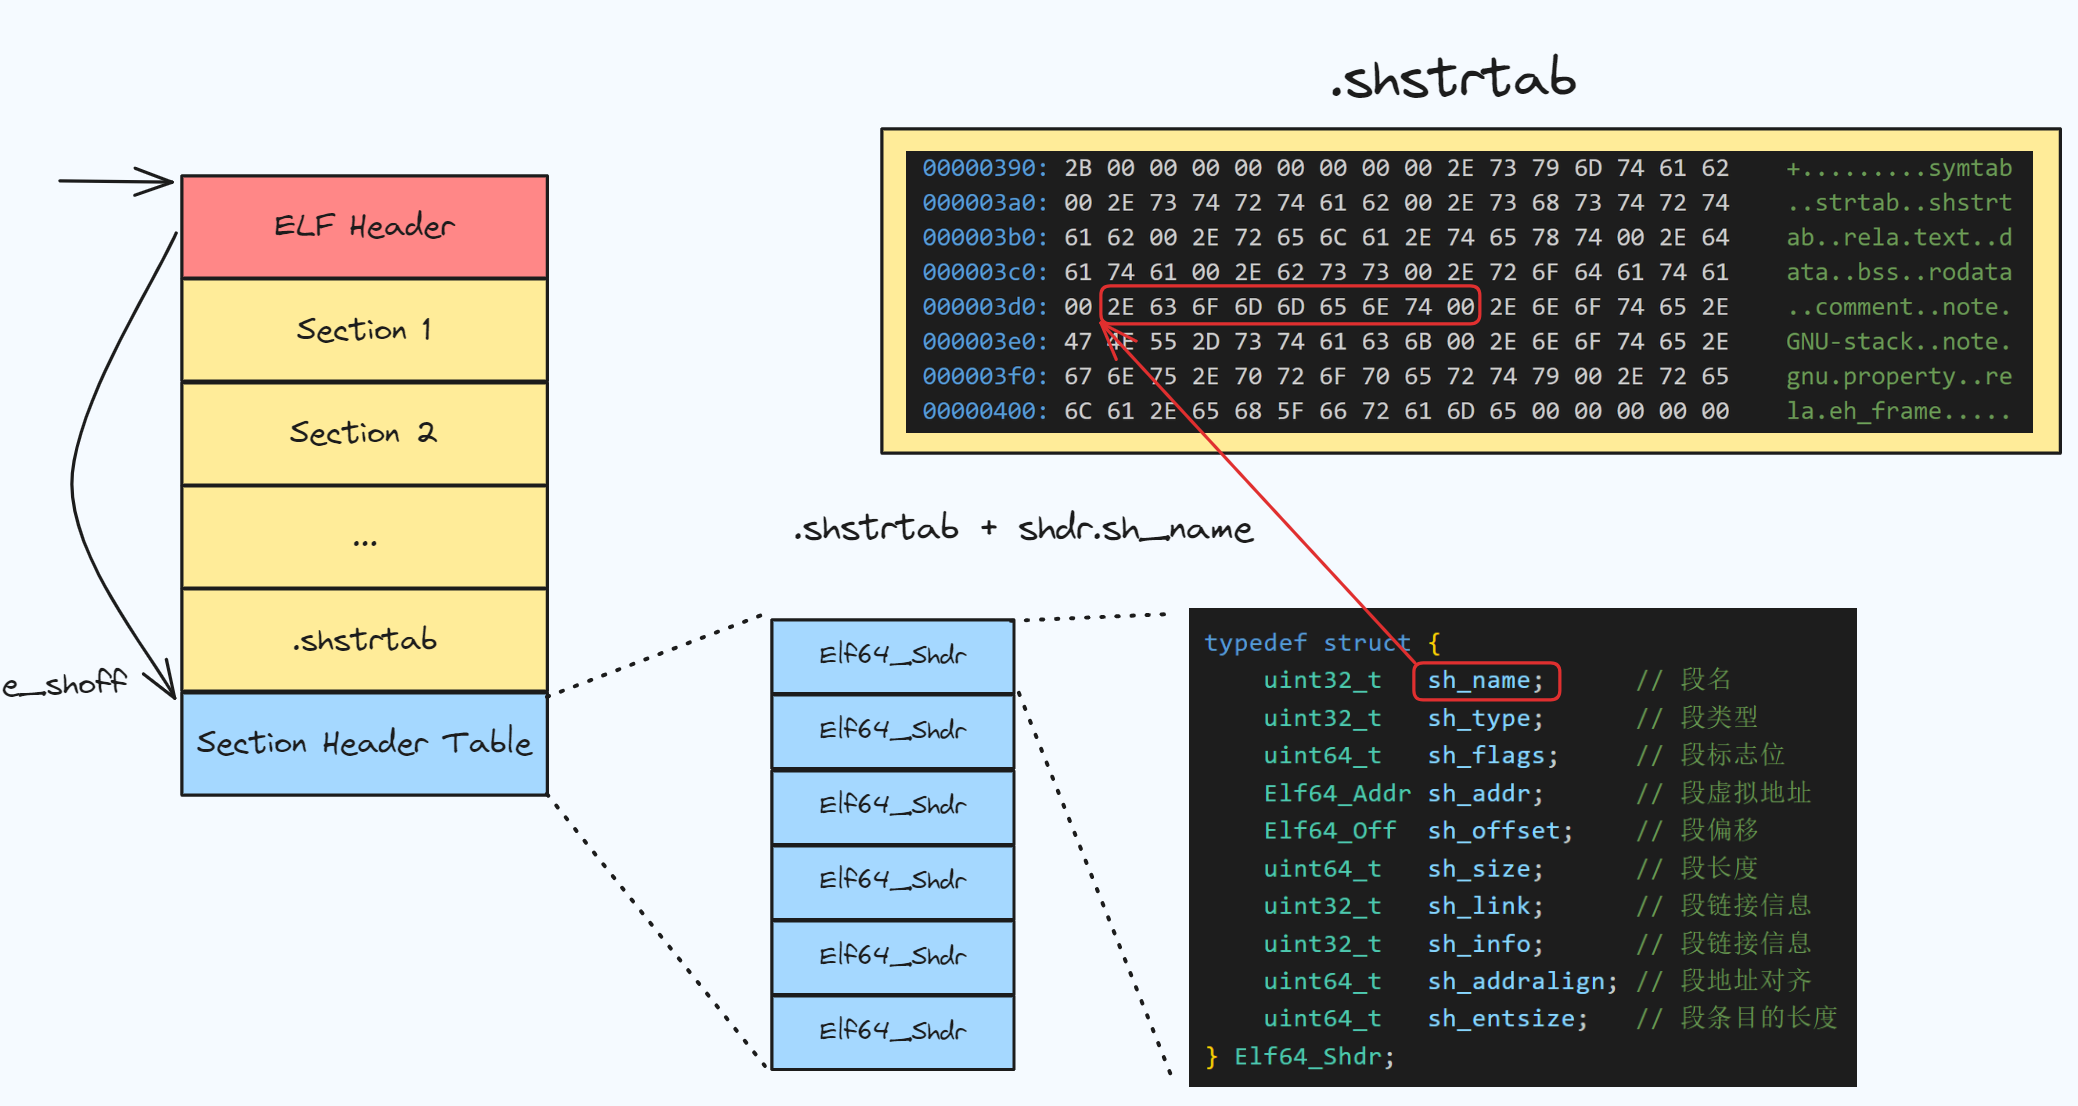 .shstrtab
00000390: 2B 00 00 00 00 00 00 00 00 2E 73 79 6D 74 61 62 +.........symtab
000003a0: 00 2E 73 74 72 74 61 62 00 2E 73 68 73 74 72 74 ..strtab..shstrt
000003b0: 61 62 00 2E 72 65 6C 61 2E 74 65 78 74 00 2E 64 ab..rela.text..d
000003c0: 61 74 61 00 2E 62 73 73 00 2E 72 6F 64 61 74 61 ata..bss..rodata
000003d0: 00 2E 63 6F 6D 6D 65 6E 74 00 2E 6E 6F 74 65 2E ..comment..note.
000003e0: 47 4E 55 2D 73 74 61 63 6B 00 2E 6E 6F 74 65 2E GNU-stack..note.
000003f0: 67 6E 75 2E 70 72 6F 70 65 72 74 79 00 2E 72 65 gnu.property..re
00000400: 6C 61 2E 65 68 5F 66 72 61 6D 65 00 00 00 00 00 la.eh_frame.....
ELF Header
Section 1
Section 2
...
.shstrtab
e_shoff
Section Header Table
.shstrtab + shdr.sh_name
Elf64_Shdr
Elf64_Shdr
Elf64_Shdr
Elf64_Shdr
Elf64_Shdr
Elf64_Shdr
typedef struct {
uint32_t sh_name; // 段名
uint32_t sh_type; // 段类型
uint64_t sh_flags; // 段标志位
Elf64_Addr sh_addr; // 段虚拟地址
Elf64_Off sh_offset; // 段偏移
uint64_t sh_size; // 段长度
uint32_t sh_link; // 段链接信息
uint32_t sh_info; // 段链接信息
uint64_t sh_addralign; // 段地址对齐
uint64_t sh_entsize; // 段条目的长度
} Elf64_Shdr;